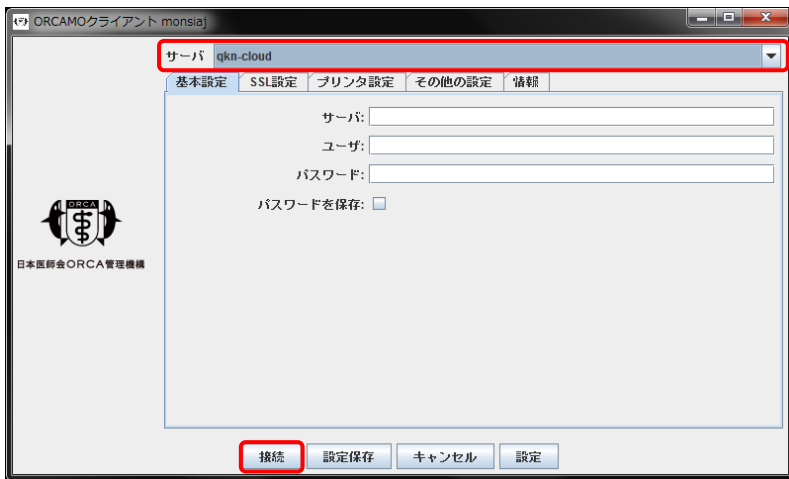 ORCAMOクライアント monsiaj
サーバ qkn-cloud
基本設定 SSL設定 プリンタ設定 その他の設定 情報
サーバ:
ユーザ:
パスワード:
パスワードを保存:
ORCA
日本医師会ORCA管理機構
接続 設定保存 キャンセル 設定